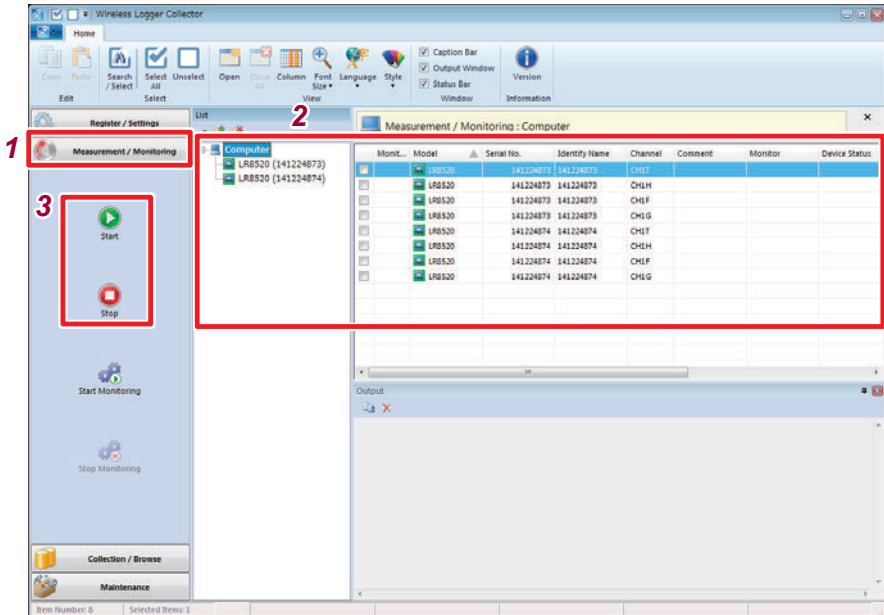 Wireless Logger Collector
Home
Copy Paste Search / Select Select All Unselect Open Close All Column Font Size Language Style Caption Bar Output Window Status Bar Version
Edit Select View Window Information
Register / Settings
List
2
Measurement / Monitoring : Computer
1
Measurement / Monitoring
Computer
LR8520 (141224873)
LR8520 (141224874)
Monit... Model Serial No. Identify Name Channel Comment Monitor Device Status
LR8520 141224873 141224873 CH1T
LR8520 141224873 141224873 CH1H
LR8520 141224873 141224873 CH1F
LR8520 141224873 141224873 CH1G
LR8520 141224874 141224874 CH1T
LR8520 141224874 141224874 CH1H
LR8520 141224874 141224874 CH1F
LR8520 141224874 141224874 CH1G
3
Start
Stop
Start Monitoring
Stop Monitoring
Output
Collection / Browse
Maintenance
Item Number: 8 Selected Items: 1